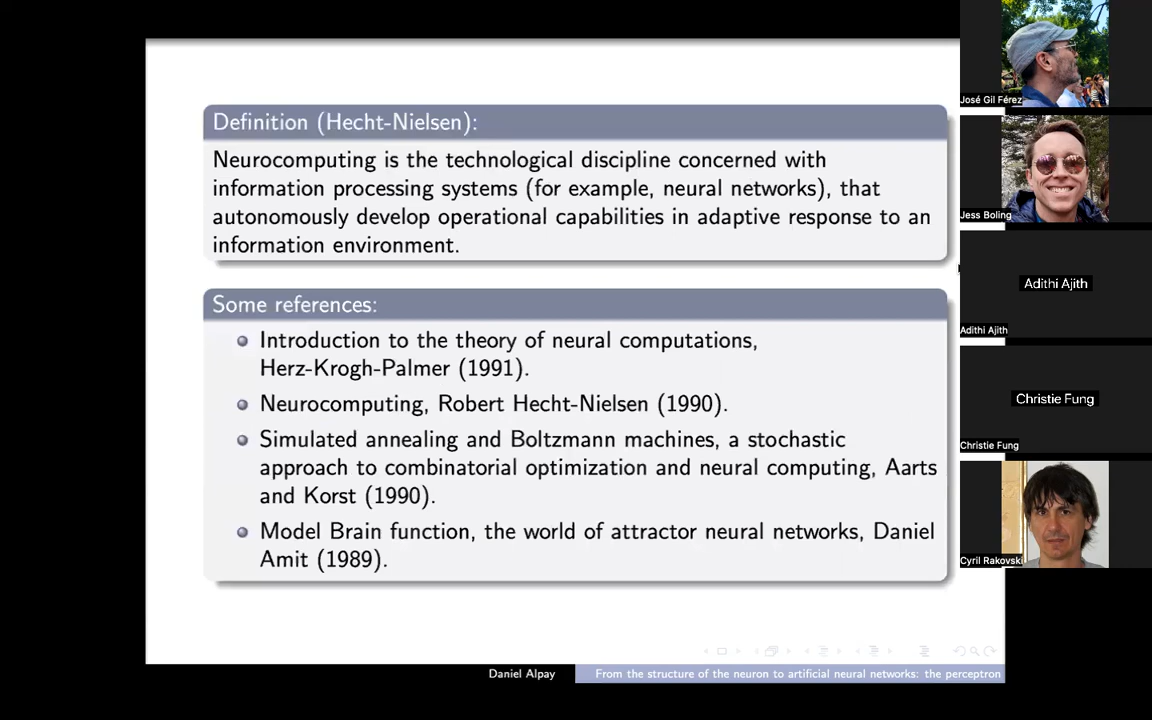 Definition (Hecht-Nielsen):
Neurocomputing is the technological discipline concerned with
information processing systems (for example, neural networks), that
autonomously develop operational capabilities in adaptive response to an
information environment.
Some references:
Introduction to the theory of neural computations,
Herz-Krogh-Palmer (1991).
Neurocomputing, Robert Hecht-Nielsen (1990).
Simulated annealing and Boltzmann machines, a stochastic
approach to combinatorial optimization and neural computing, Aarts
and Korst (1990).
Model Brain function, the world of attractor neural networks, Daniel
Amit (1989).
Daniel Alpay
From the structure of the neuron to artificial neural networks: the perceptron
José Gil Férez
Jess Boling
Adithi Ajith
Adithi Ajith
Christie Fung
Christie Fung
Cyril Rakovski